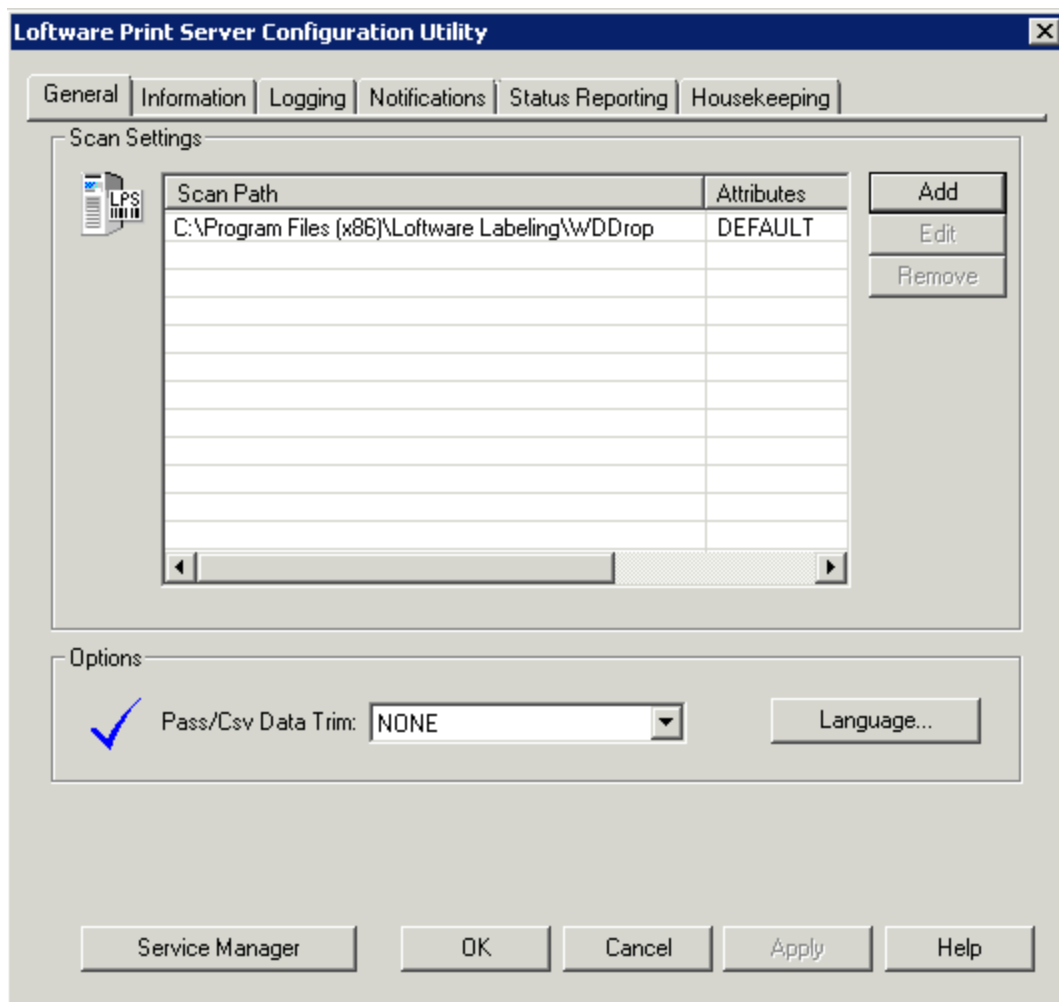 Loftware Print Server Configuration Utility
General Information Logging Notifications Status Reporting Housekeeping
Scan Settings
LPS
Scan Path Attributes Add
C:\Program Files (x86)\Loftware Labeling\WDDrop DEFAULT Edit
Remove
Options
Pass/Csv Data Trim: NONE Language...
Service Manager OK Cancel Apply Help